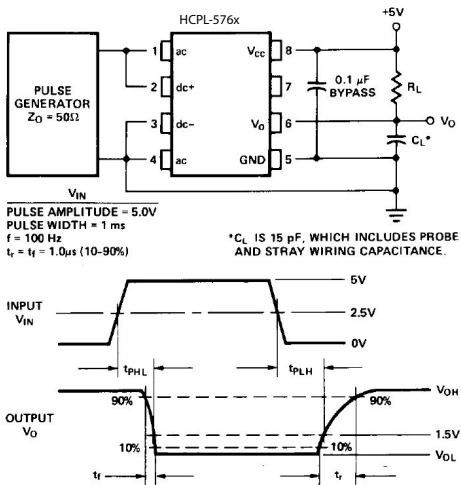 HCPL-576x
+5V
1 ac
VCC 8
2 dc+
7
3 dc–
VO 6
4 ac
GND 5
PULSE
GENERATOR
ZO = 50Ω
0.1 μF
BYPASS
RL
VO
CL*
VIN
PULSE AMPLITUDE = 5.0V
PULSE WIDTH = 1 ms
f = 100 Hz
tr = tf = 1.0μs (10–90%)
*CL IS 15 pF, WHICH INCLUDES PROBE
AND STRAY WIRING CAPACITANCE.
INPUT
VIN
5V
2.5V
0V
tPHL
tPLH
OUTPUT
VO
90%
90%
VOH
1.5V
10%
10%
VOL
tf
tr